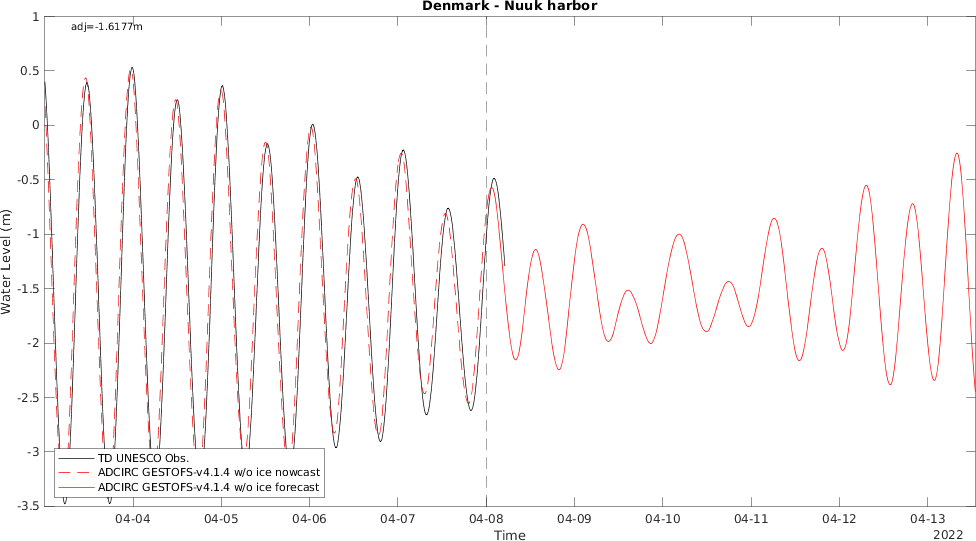 Denmark - Nuuk harbor
adj=-1.6177m
1
0.5
0
-0.5
-1
-1.5
-2
-2.5
-3
-3.5
Water Level (m)
TD UNESCO Obs.
ADCIRC GESTOFS-v4.1.4 w/o ice nowcast
ADCIRC GESTOFS-v4.1.4 w/o ice forecast
04-04 04-05 04-06 04-07 04-08 04-09 04-10 04-11 04-12 04-13
Time
2022